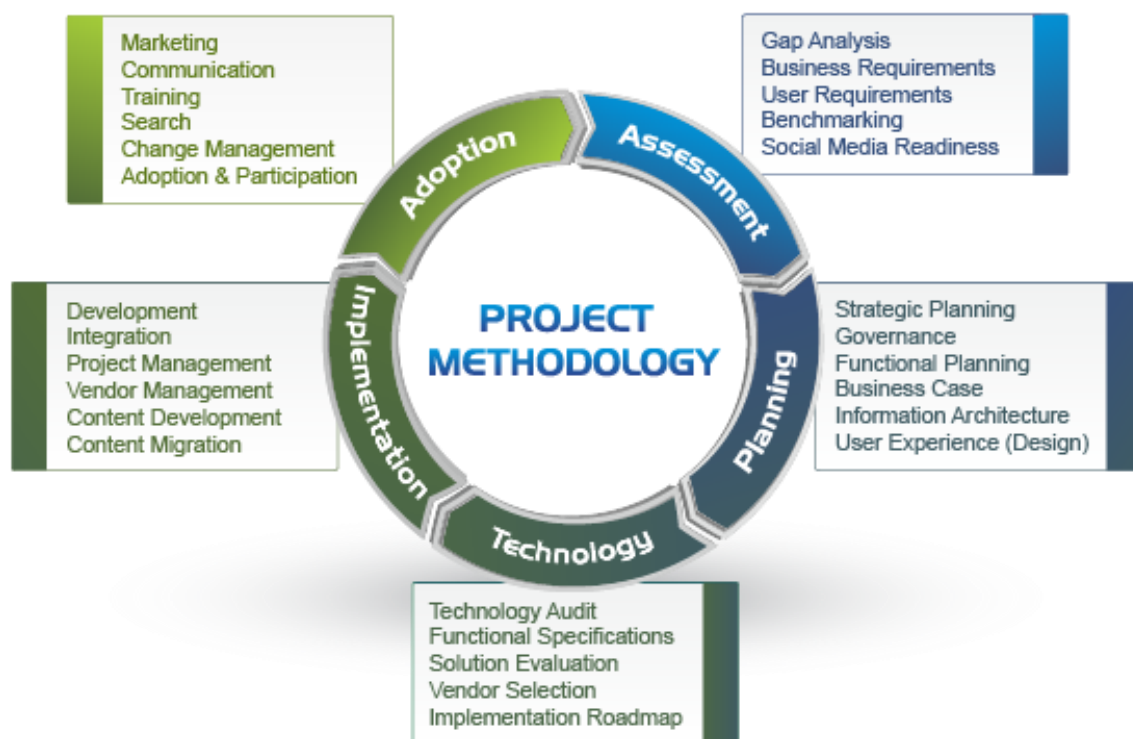 Marketing
Communication
Training
Search
Change Management
Adoption & Participation
Gap Analysis
Business Requirements
User Requirements
Benchmarking
Social Media Readiness
Adoption
Assessment
PROJECT
METHODOLOGY
Development
Integration
Project Management
Vendor Management
Content Development
Content Migration
Implementation
Planning
Strategic Planning
Governance
Functional Planning
Business Case
Information Architecture
User Experience (Design)
Technology
Technology Audit
Functional Specifications
Solution Evaluation
Vendor Selection
Implementation Roadmap